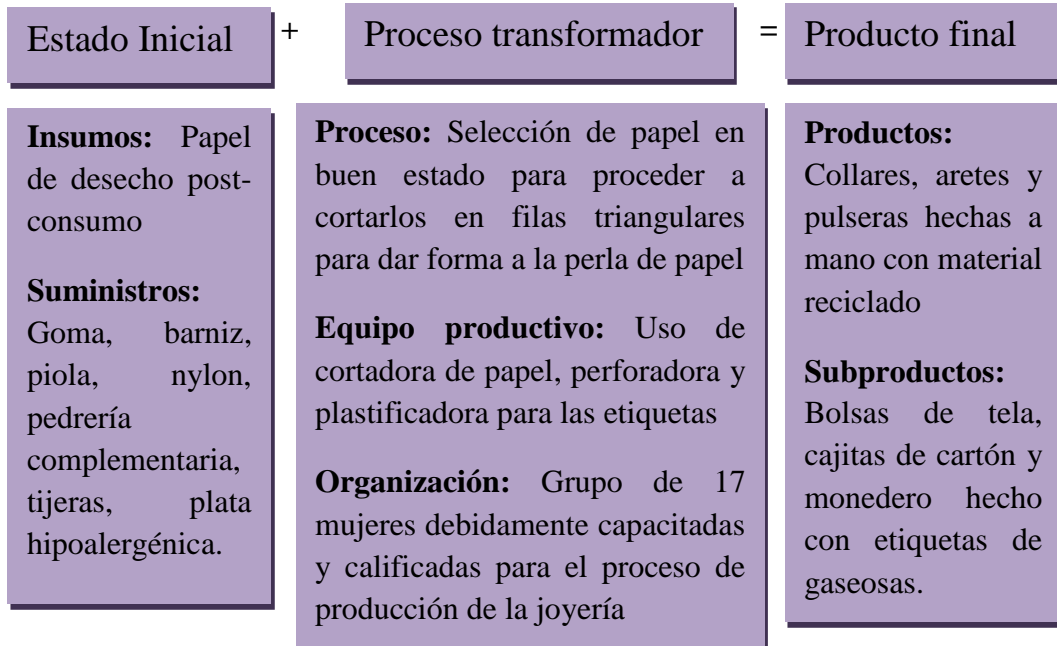 Estado Inicial
+
Proceso transformador
=
Producto final
Insumos: Papel
de desecho post-
consumo
Suministros:
Goma, barniz,
piola, nylon,
pedrería
complementaria,
tijeras, plata
hipoalergénica.
Proceso: Selección de papel en
buen estado para proceder a
cortarlos en filas triangulares
para dar forma a la perla de papel
Equipo productivo: Uso de
cortadora de papel, perforadora y
plastificadora para las etiquetas
Organización: Grupo de 17
mujeres debidamente capacitadas
y calificadas para el proceso de
producción de la joyería
Productos:
Collares, aretes y
pulseras hechas a
mano con material
reciclado
Subproductos:
Bolsas de tela,
cajitas de cartón y
monedero hecho
con etiquetas de
gaseosas.